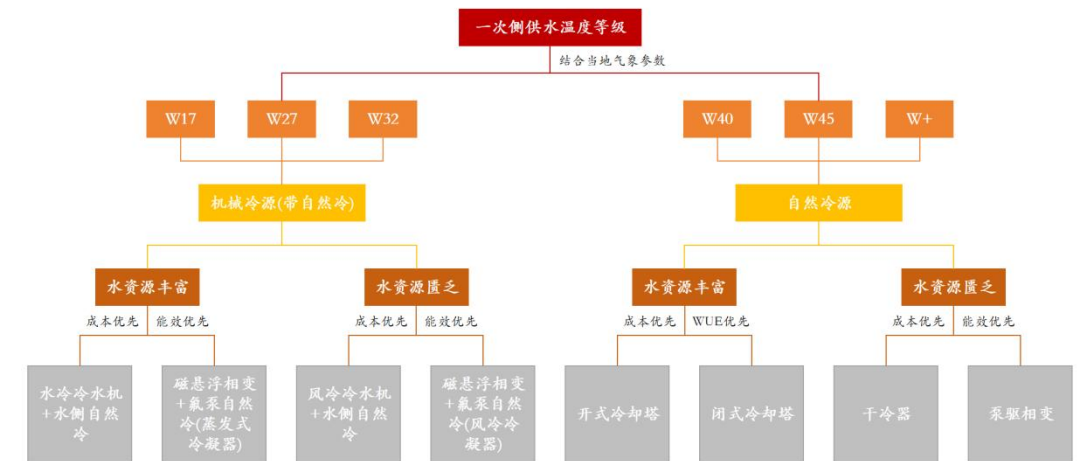 一次侧供水温度等级
结合当地气象参数
W17
W27
W32
W40
W45
W+
机械冷源(带自然冷)
自然冷源
水资源丰富
水资源匮乏
水资源丰富
水资源匮乏
成本优先
能效优先
成本优先
能效优先
成本优先
WUE优先
成本优先
能效优先
水冷冷水机
+水侧自然
冷
磁悬浮相变
+氟泵自然
冷(蒸发式
冷凝器)
风冷冷水机
+水侧自然
冷
磁悬浮相变
+氟泵自然
冷(风冷冷
凝器)
开式冷却塔
闭式冷却塔
干冷器
泵驱相变